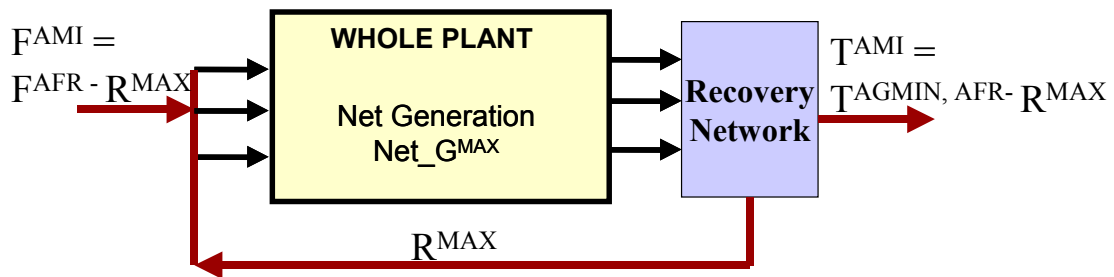 F^AMI =
F^AFR - R^MAX
WHOLE PLANT
Net Generation
Net_G^MAX
Recovery
Network
T^AMI =
T^AGMIN, AFR- R^MAX
R^MAX